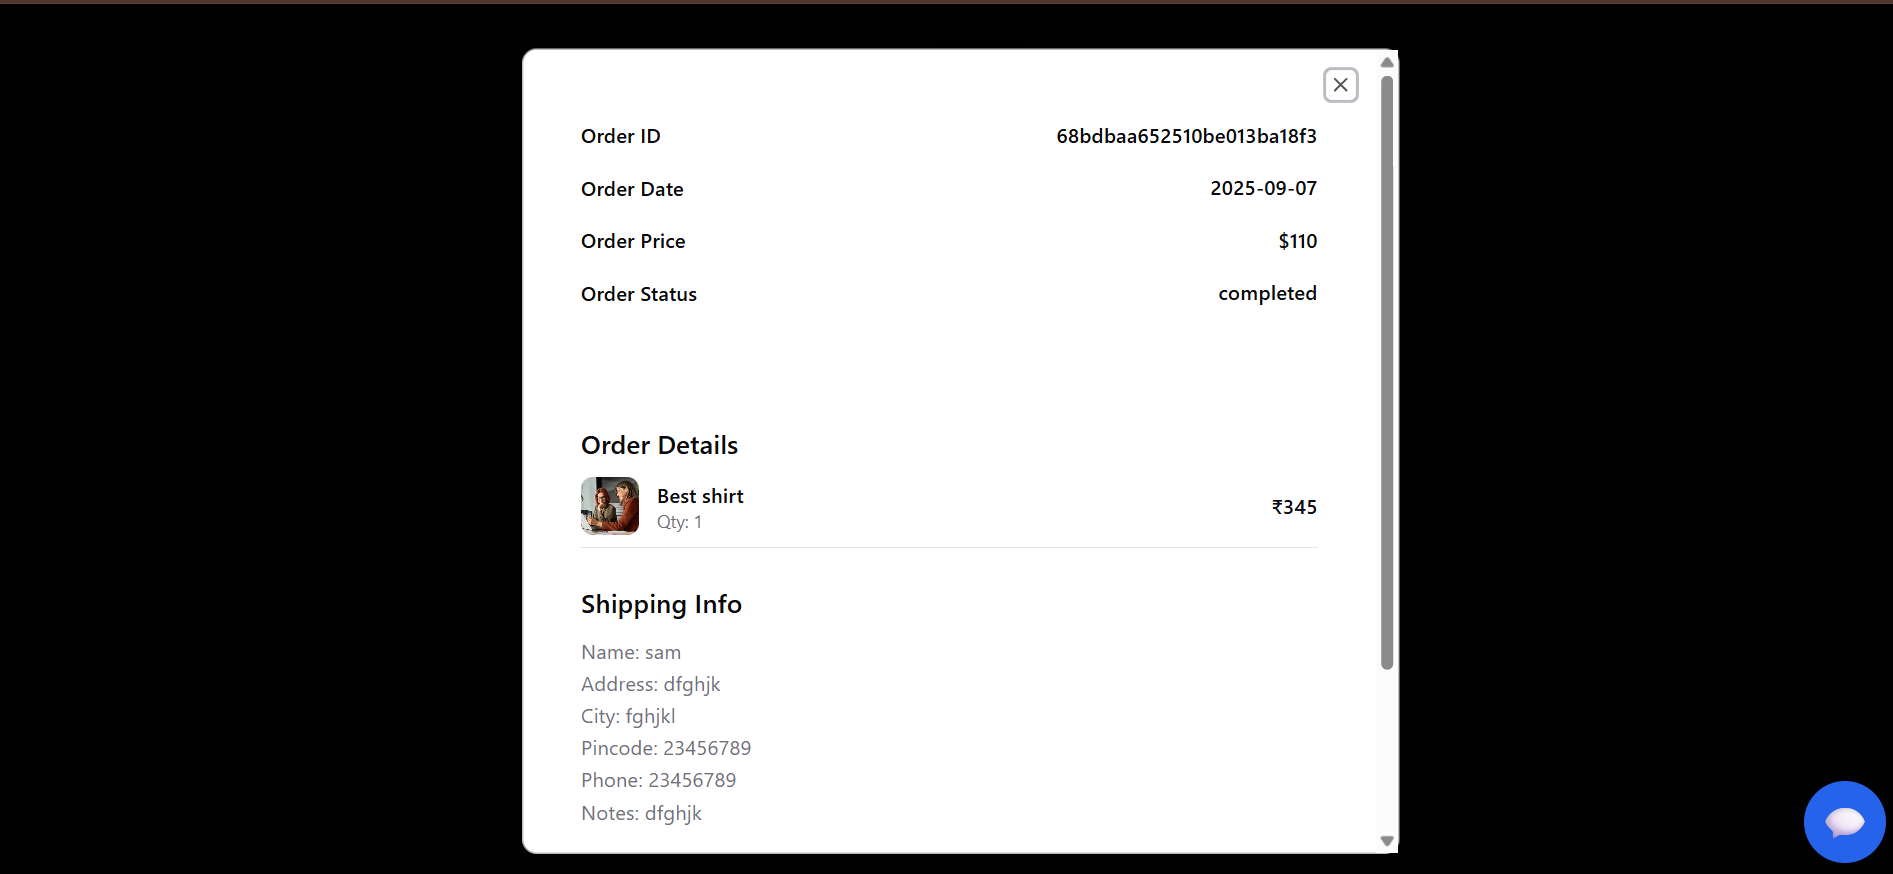 Order ID 68bdbaa652510be013ba18f3
Order Date 2025-09-07
Order Price $110
Order Status completed
Order Details
Best shirt
Qty: 1
₹345
Shipping Info
Name: sam
Address: dfghjk
City: fghjkl
Pincode: 23456789
Phone: 23456789
Notes: dfghjk